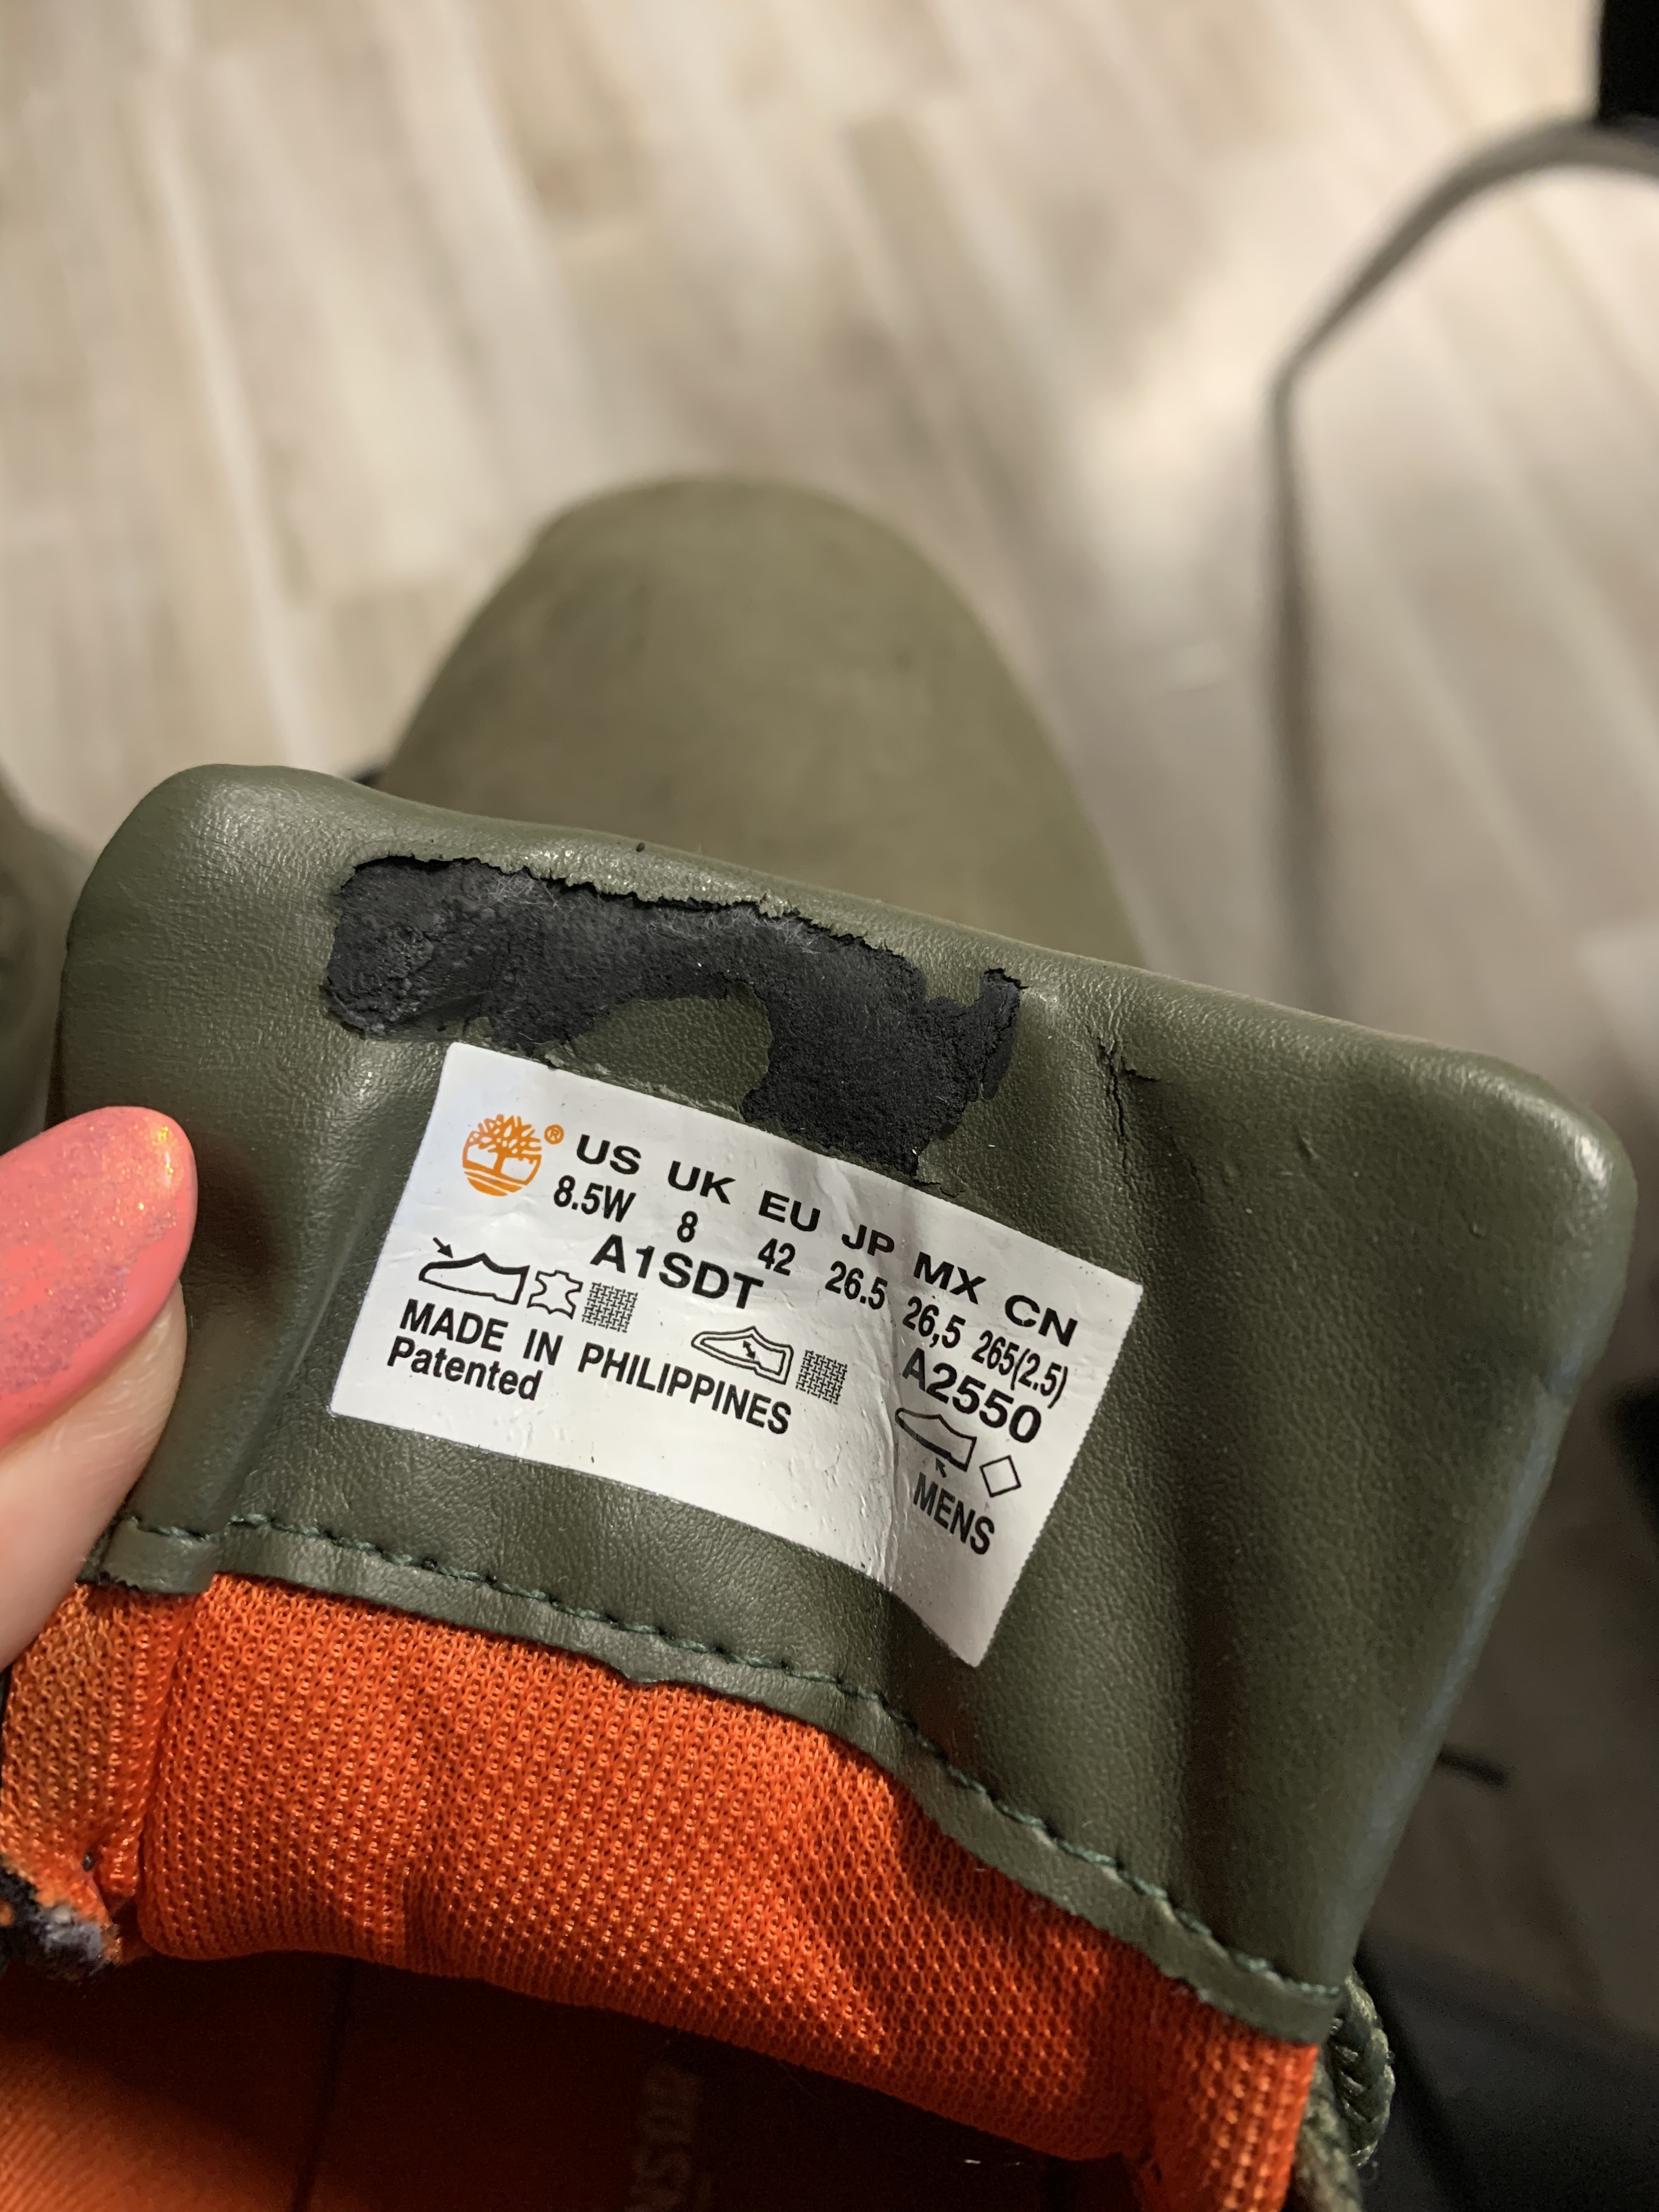 ® US UK EU JP MX CN
8.5W 8 42 26.5 26,5 265(2.5)
A1SDT A2550
MADE IN PHILIPPINES MENS
Patented